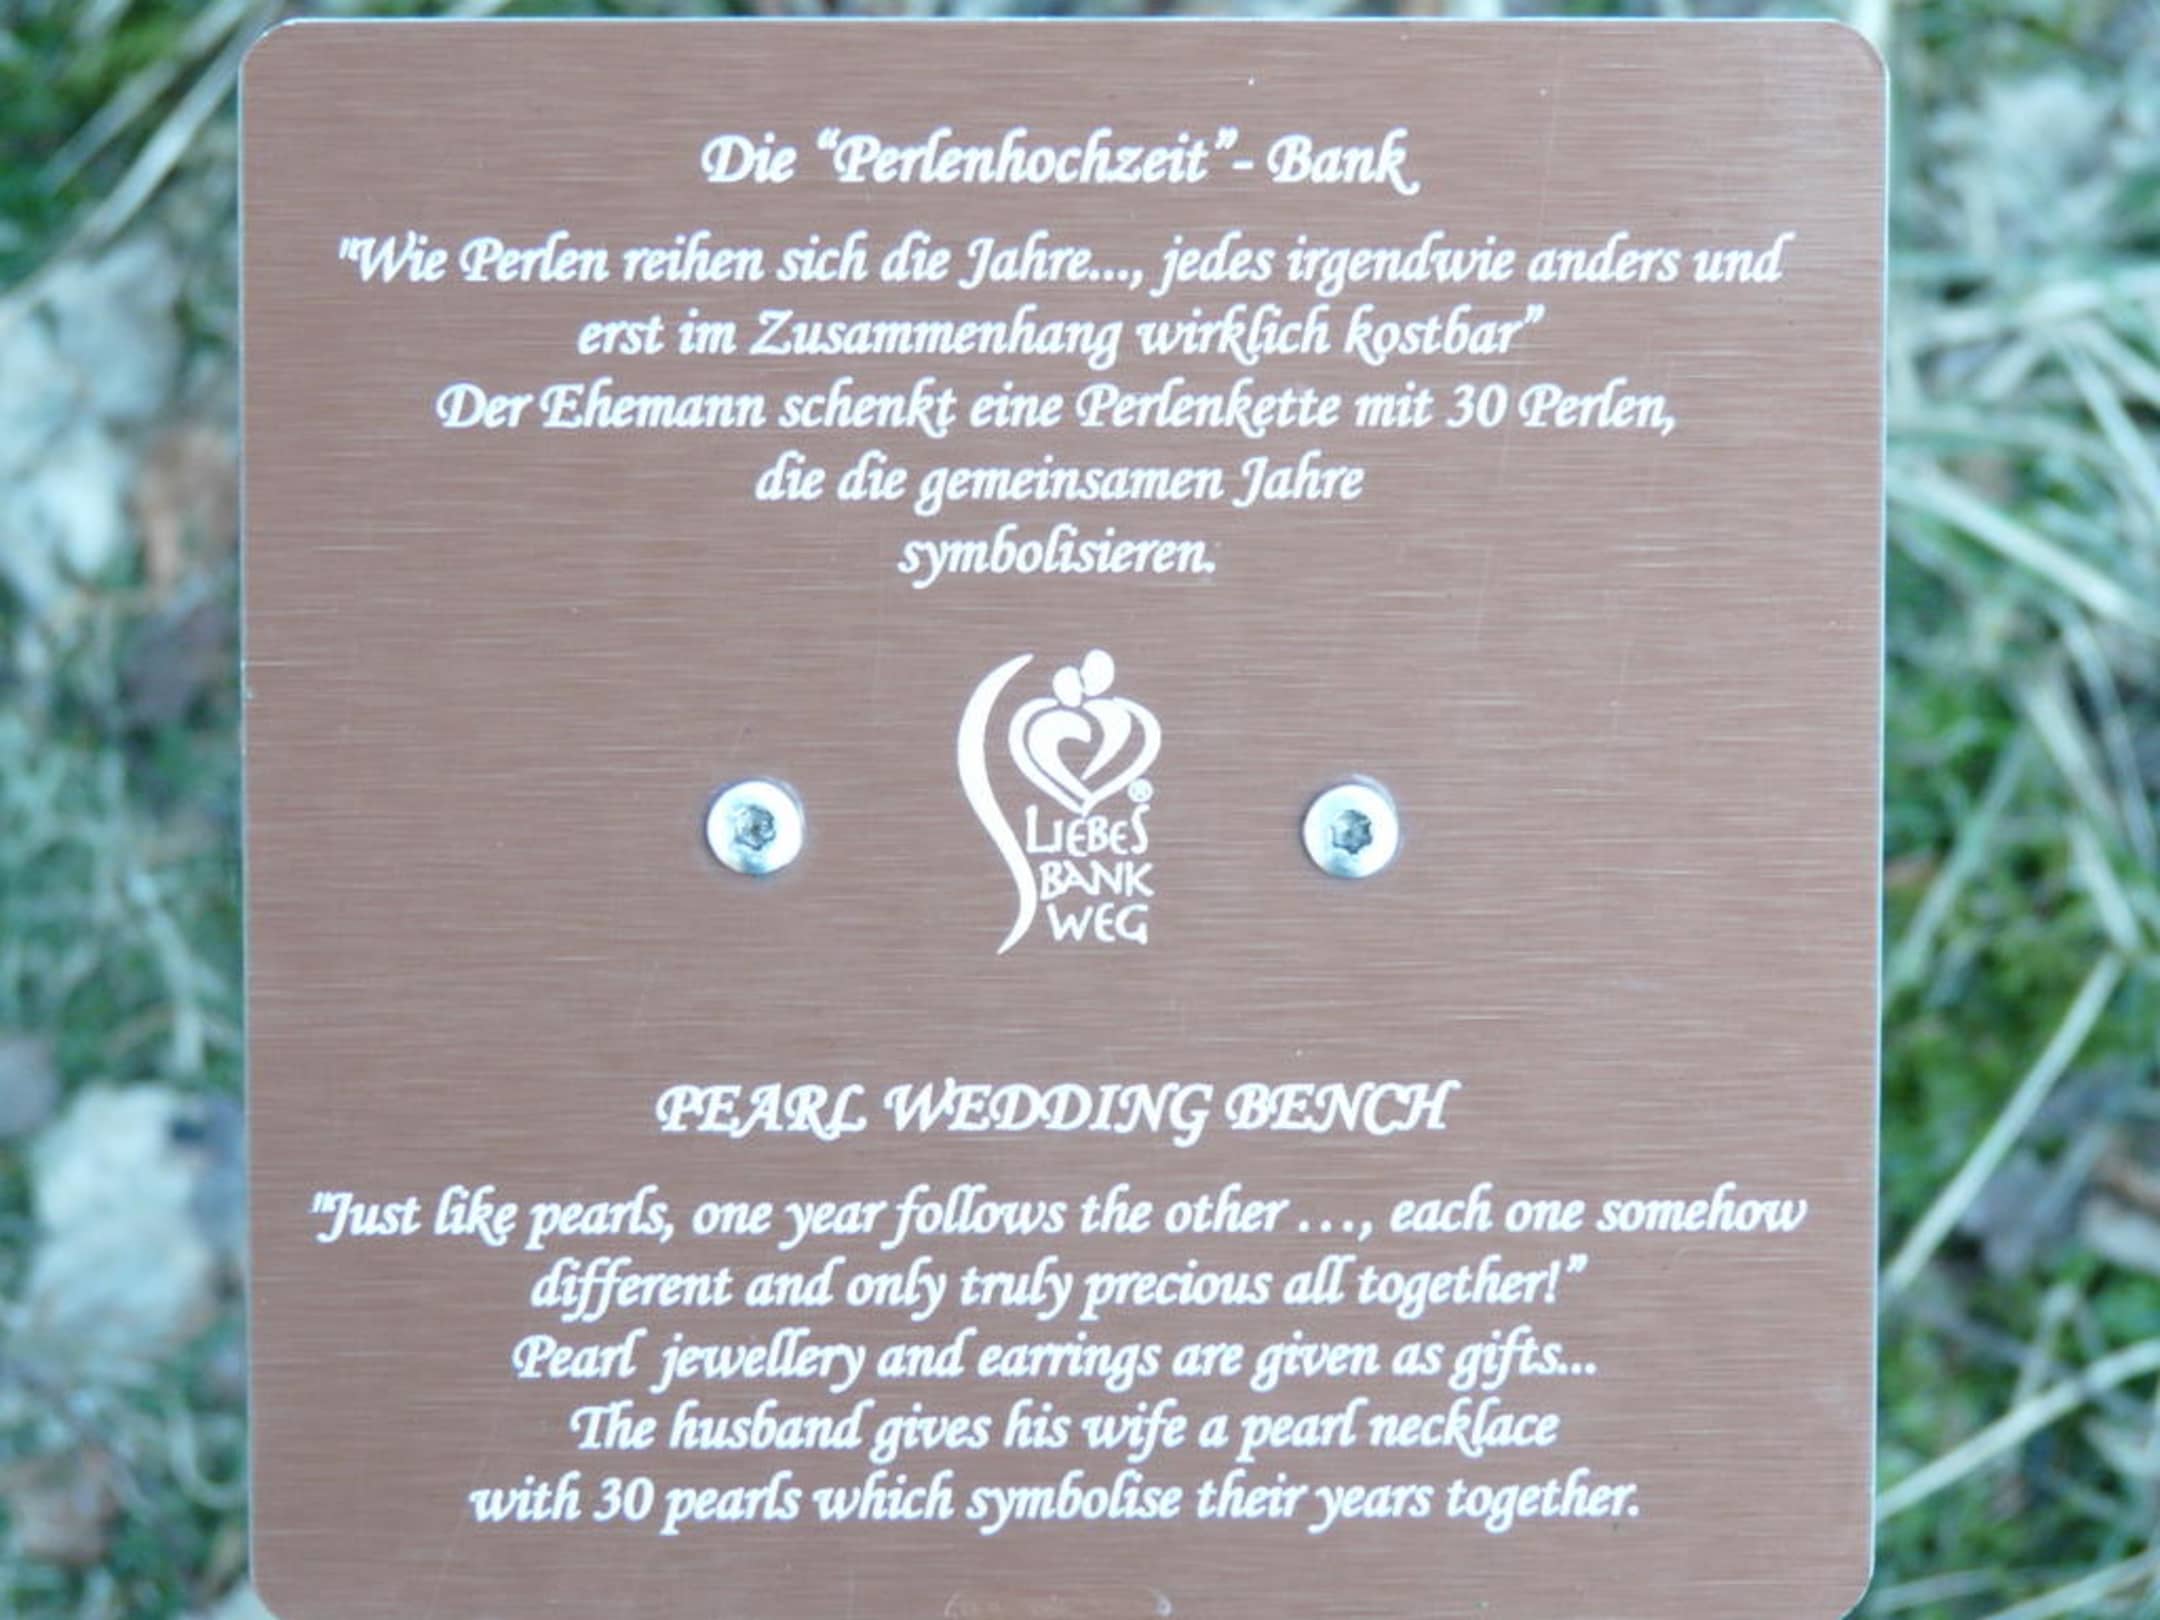 Die “Perlenhochzeit”- Bank
"Wie Perlen reihen sich die Jahre..., jedes irgendwie anders und
erst im Zusammenhang wirklich kostbar”
Der Ehemann schenkt eine Perlenkette mit 30 Perlen,
die die gemeinsamen Jahre
symbolisieren.
®
LIEBES
BANK
WEG
PEARL WEDDING BENCH
"Just like pearls, one year follows the other ..., each one somehow
different and only truly precious all together!”
Pearl jewellery and earrings are given as gifts...
The husband gives his wife a pearl necklace
with 30 pearls which symbolise their years together.